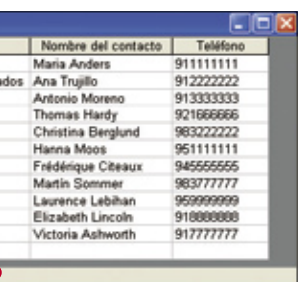 Nombre del contacto Teléfono
Maria Anders 911111111
ados Ana Trujillo 912222222
Antonio Moreno 913333333
Thomas Hardy 921666666
Christina Berglund 983222222
Hanna Moos 951111111
Frédérique Citeaux 945555555
Martín Sommer 983777777
Laurence Lebihan 959999999
Elizabeth Lincoln 918888888
Victoria Ashworth 917777777